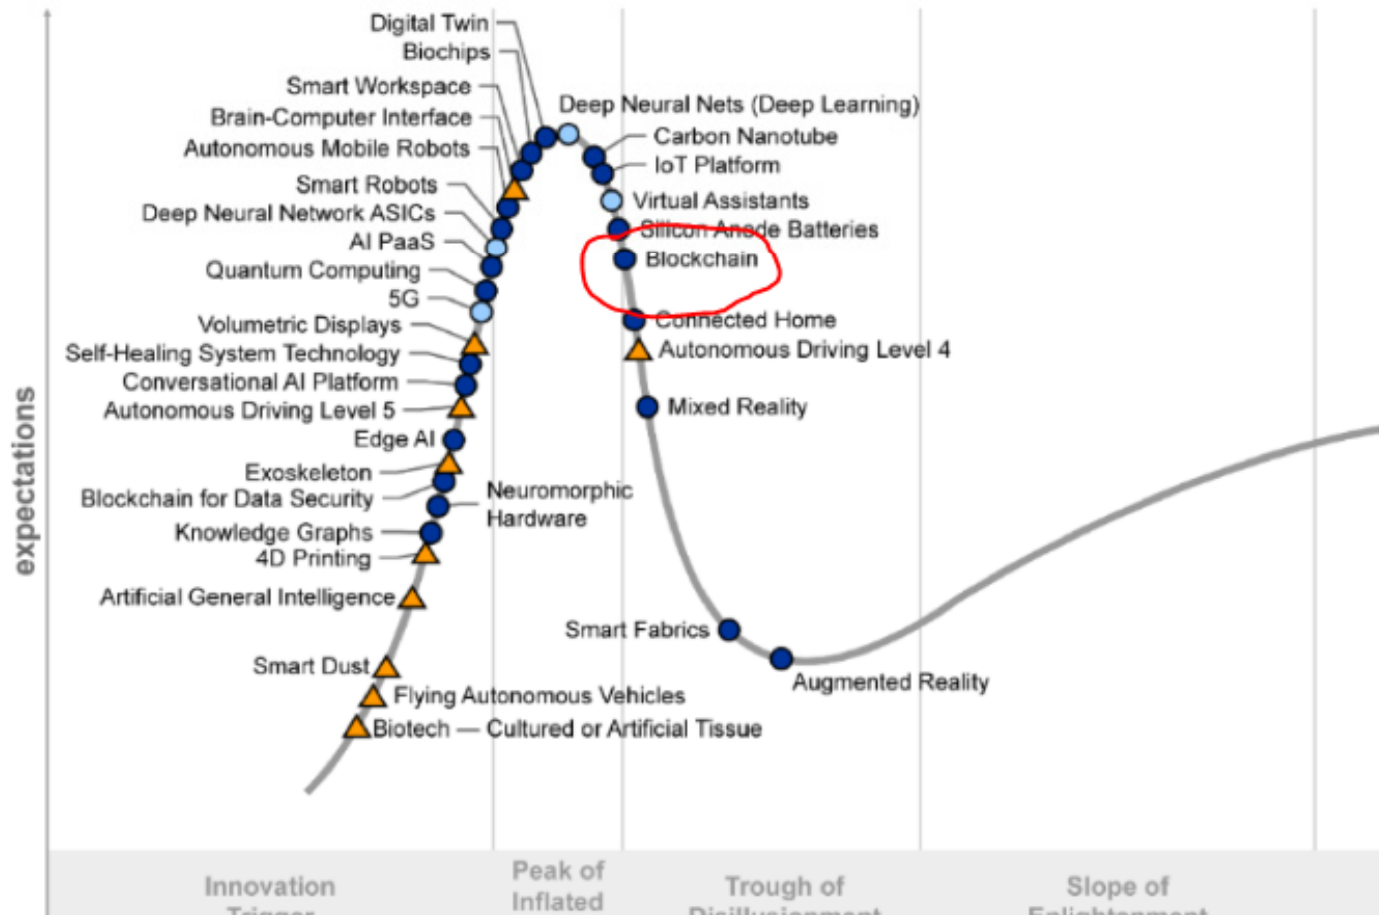 Digital Twin
Biochips
Smart Workspace
Brain-Computer Interface
Autonomous Mobile Robots
Smart Robots
Deep Neural Network ASICs
AI PaaS
Quantum Computing
5G
Volumetric Displays
Self-Healing System Technology
Conversational AI Platform
Autonomous Driving Level 5
Edge AI
Exoskeleton
Blockchain for Data Security
Neuromorphic
Hardware
Knowledge Graphs
4D Printing
Artificial General Intelligence
Smart Dust
Flying Autonomous Vehicles
Biotech — Cultured or Artificial Tissue
Deep Neural Nets (Deep Learning)
Carbon Nanotube
IoT Platform
Virtual Assistants
Silicon Anode Batteries
Blockchain
Connected Home
Autonomous Driving Level 4
Mixed Reality
Smart Fabrics
Augmented Reality
expectations
Innovation
Trigger
Peak of
Inflated
Trough of
Disillusionment
Slope of
Enlightenment